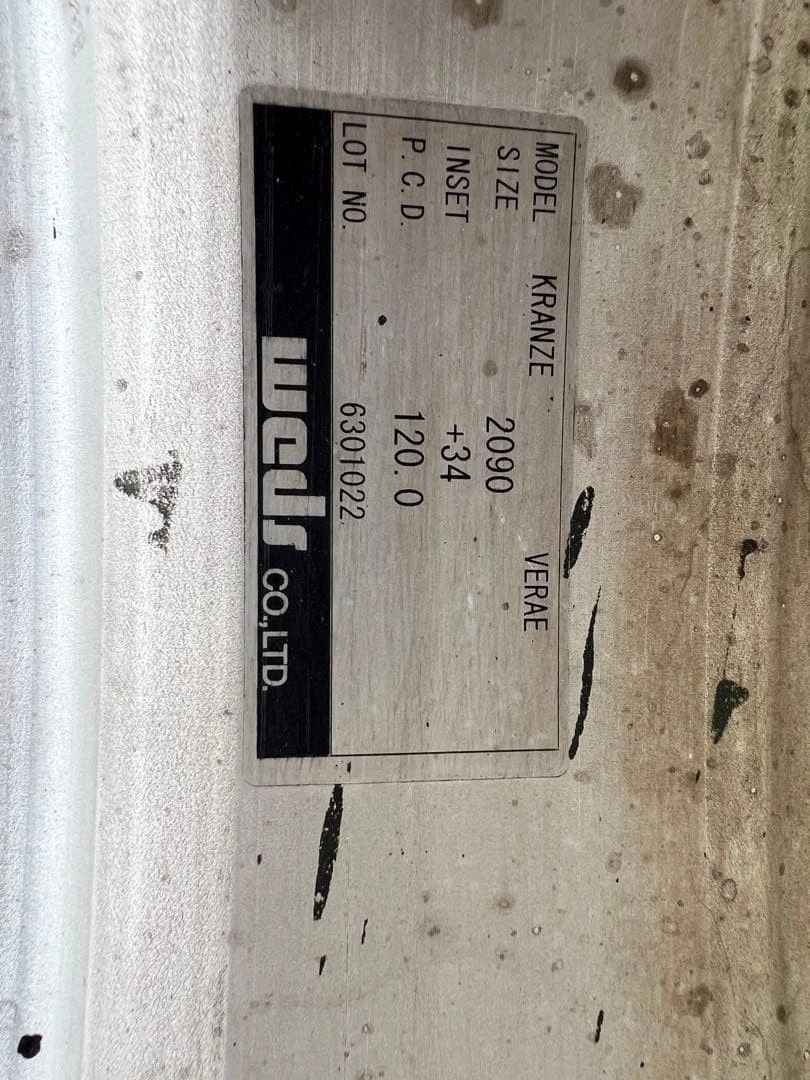 MODEL KRANZE VERAE
SIZE 2090
INSET +34
P.C.D. 120.0
LOT NO. 6301022
weds CO.,LTD.